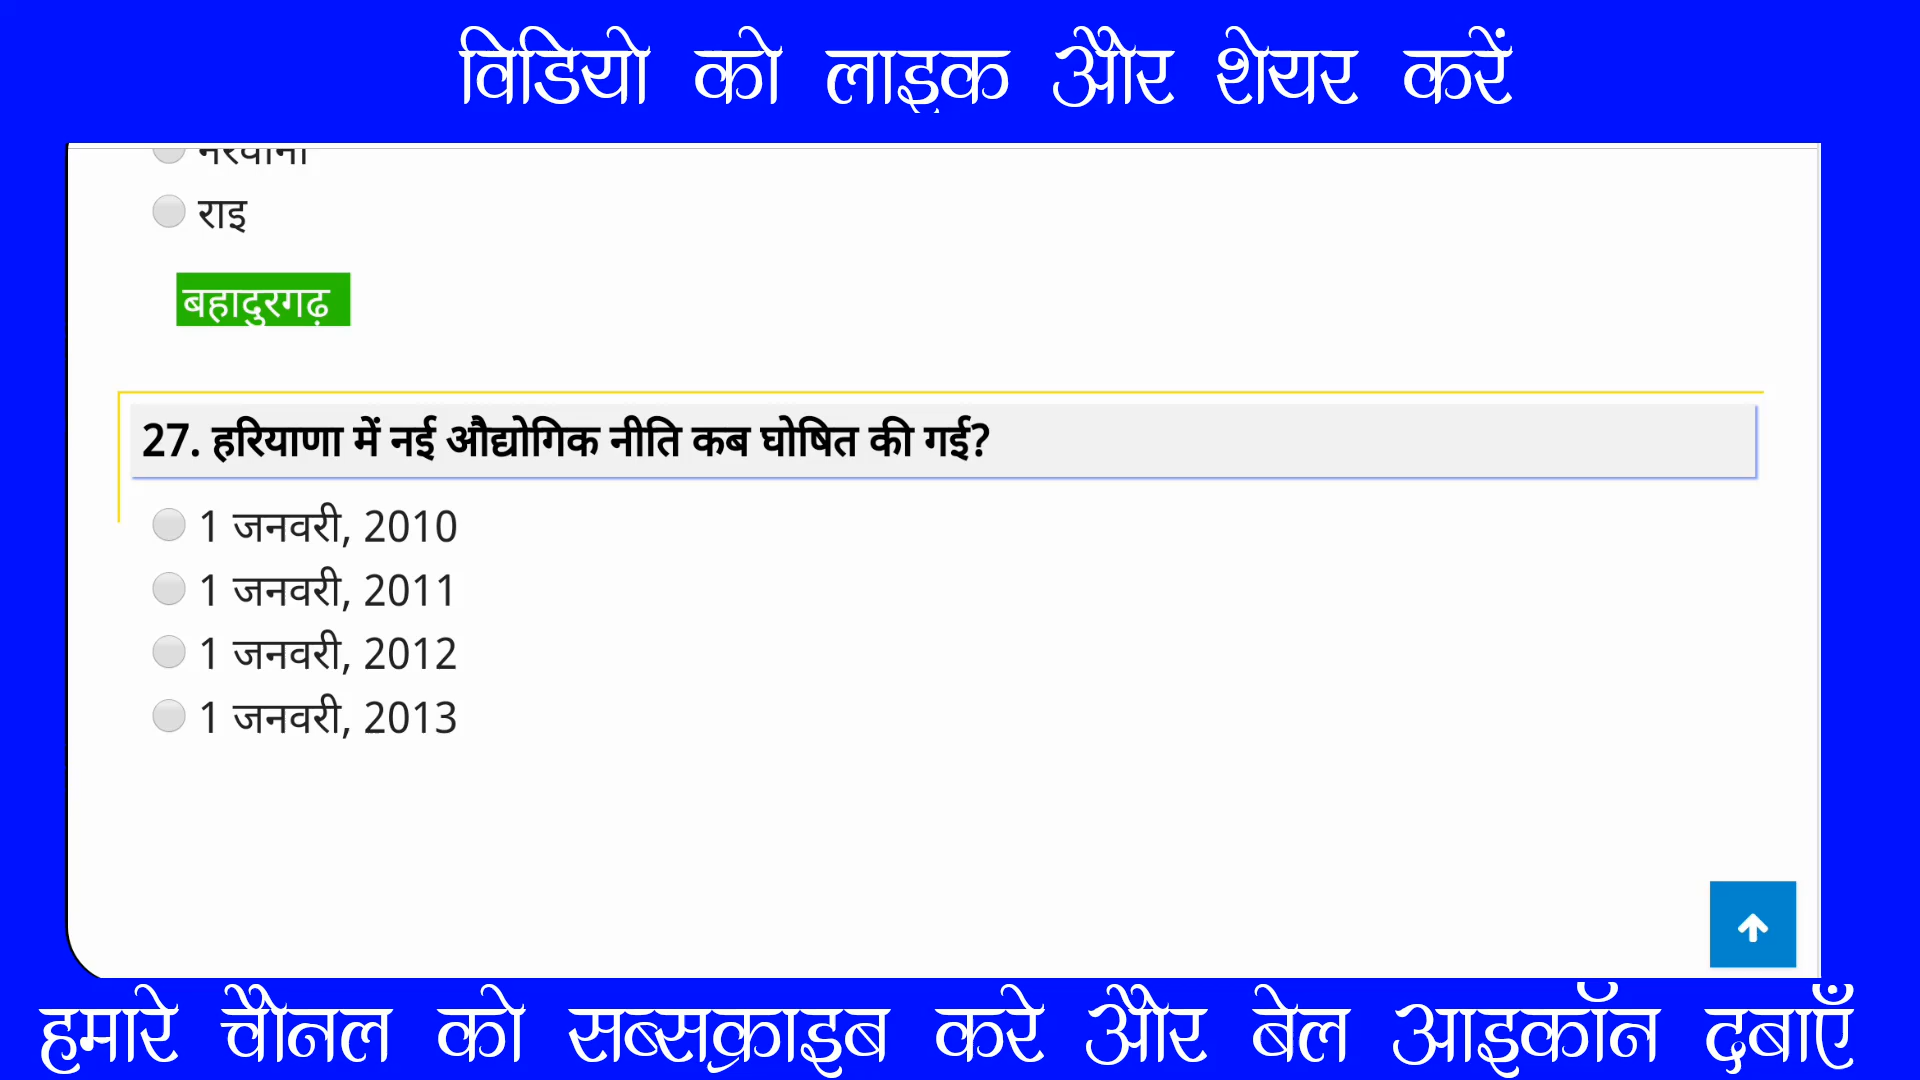 विडियो को लाइक और शेयर करें
राइ
बहादुरगढ़
27. हरियाणा में नई औद्योगिक नीति कब घोषित की गई?
1 जनवरी, 2010
1 जनवरी, 2011
1 जनवरी, 2012
1 जनवरी, 2013
हमारे चैनल को सब्सक्राइब करे और बेल आइकॉन दबाएँ